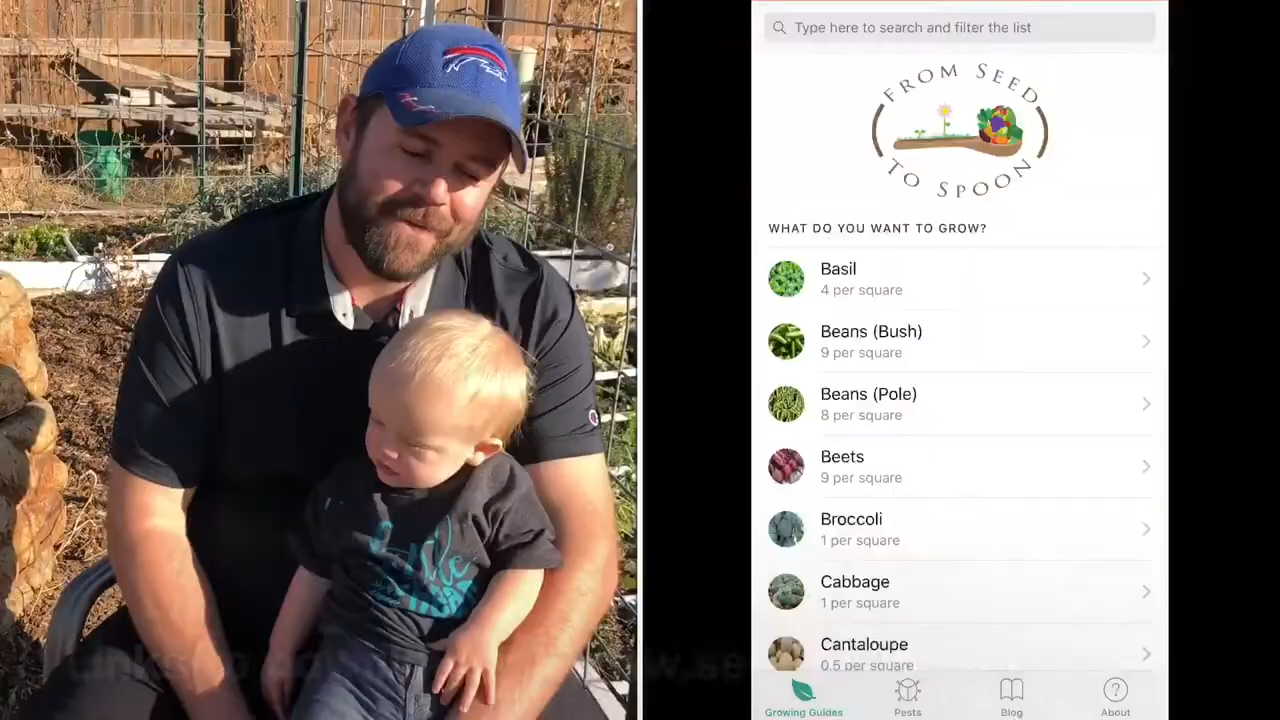 Type here to search and filter the list
FROM SEED
TO SPOON
WHAT DO YOU WANT TO GROW?
Basil
4 per square
Beans (Bush)
9 per square
Beans (Pole)
8 per square
Beets
9 per square
Broccoli
1 per square
Cabbage
1 per square
Cantaloupe
0.5 per square
Growing Guides
Pests
Blog
About